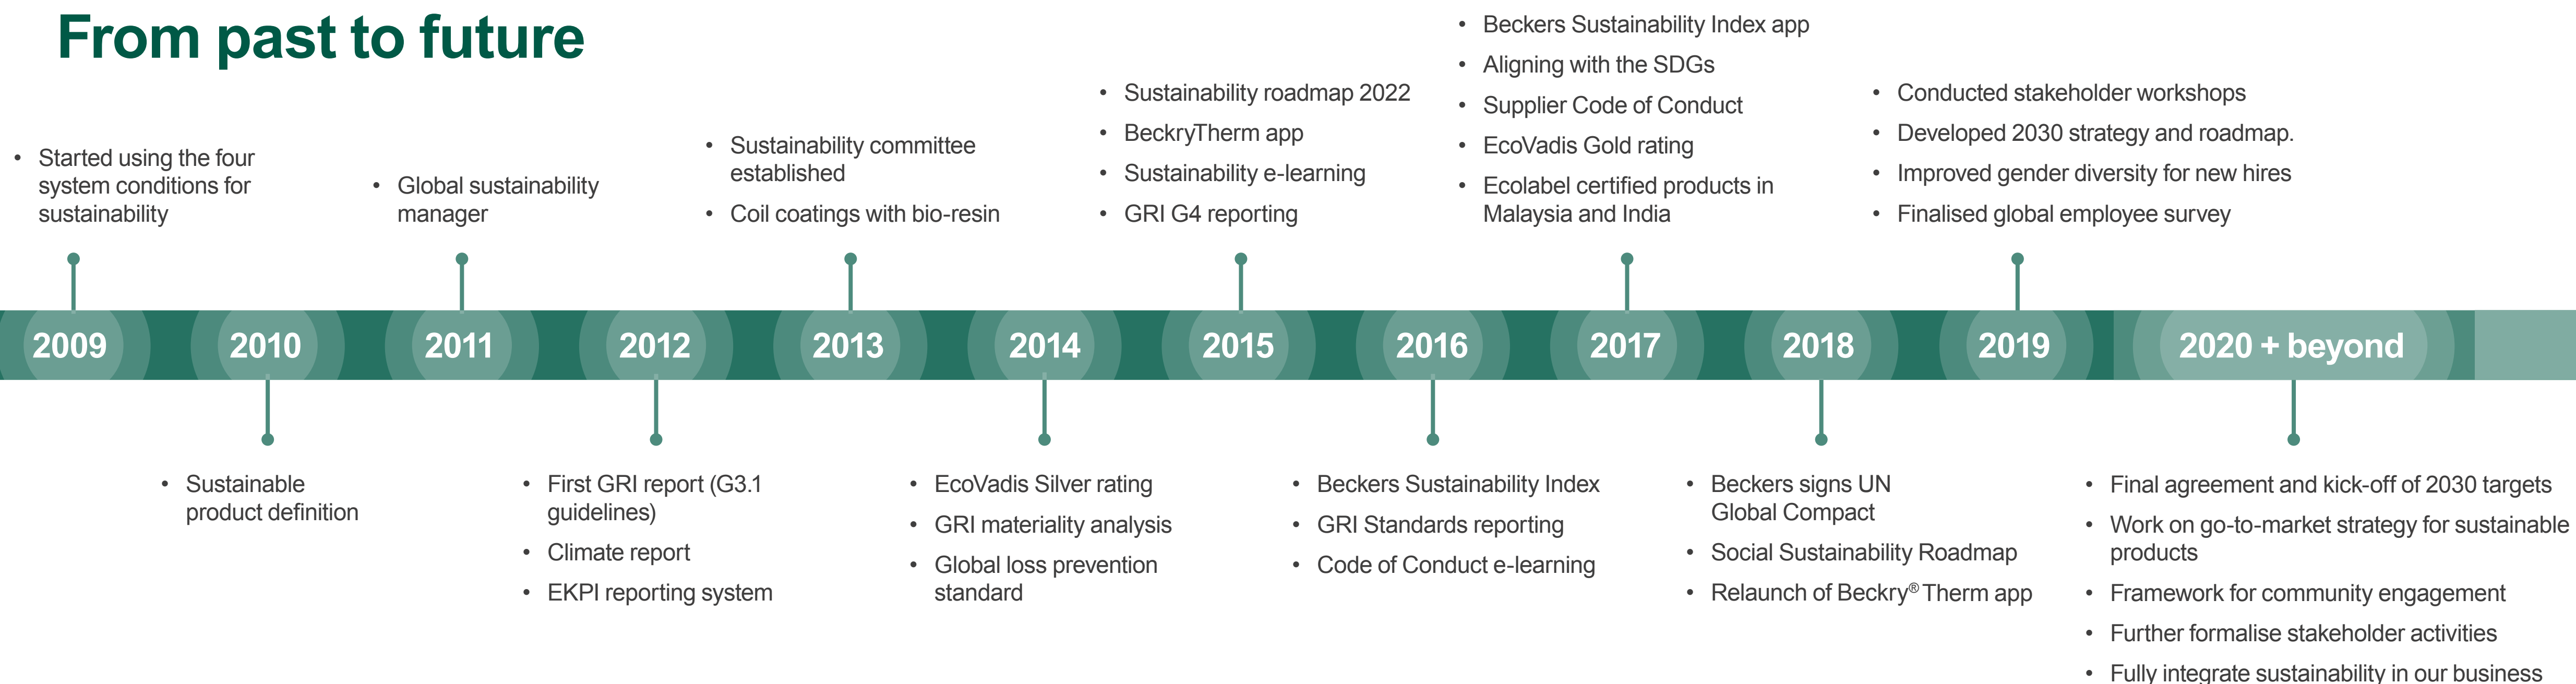 From past to future
• Started using the four
system conditions for
sustainability
• Global sustainability
manager
• Sustainability committee
established
• Coil coatings with bio-resin
• Sustainability roadmap 2022
• BeckryTherm app
• Sustainability e-learning
• GRI G4 reporting
• Beckers Sustainability Index app
• Aligning with the SDGs
• Supplier Code of Conduct
• EcoVadis Gold rating
• Ecolabel certified products in
Malaysia and India
• Conducted stakeholder workshops
• Developed 2030 strategy and roadmap.
• Improved gender diversity for new hires
• Finalised global employee survey
2009 2010 2011 2012 2013 2014 2015 2016 2017 2018 2019 2020 + beyond
• Sustainable
product definition
• First GRI report (G3.1
guidelines)
• Climate report
• EKPI reporting system
• EcoVadis Silver rating
• GRI materiality analysis
• Global loss prevention
standard
• Beckers Sustainability Index
• GRI Standards reporting
• Code of Conduct e-learning
• Beckers signs UN
Global Compact
• Social Sustainability Roadmap
• Relaunch of Beckry® Therm app
• Final agreement and kick-off of 2030 targets
• Work on go-to-market strategy for sustainable
products
• Framework for community engagement
• Further formalise stakeholder activities
• Fully integrate sustainability in our business